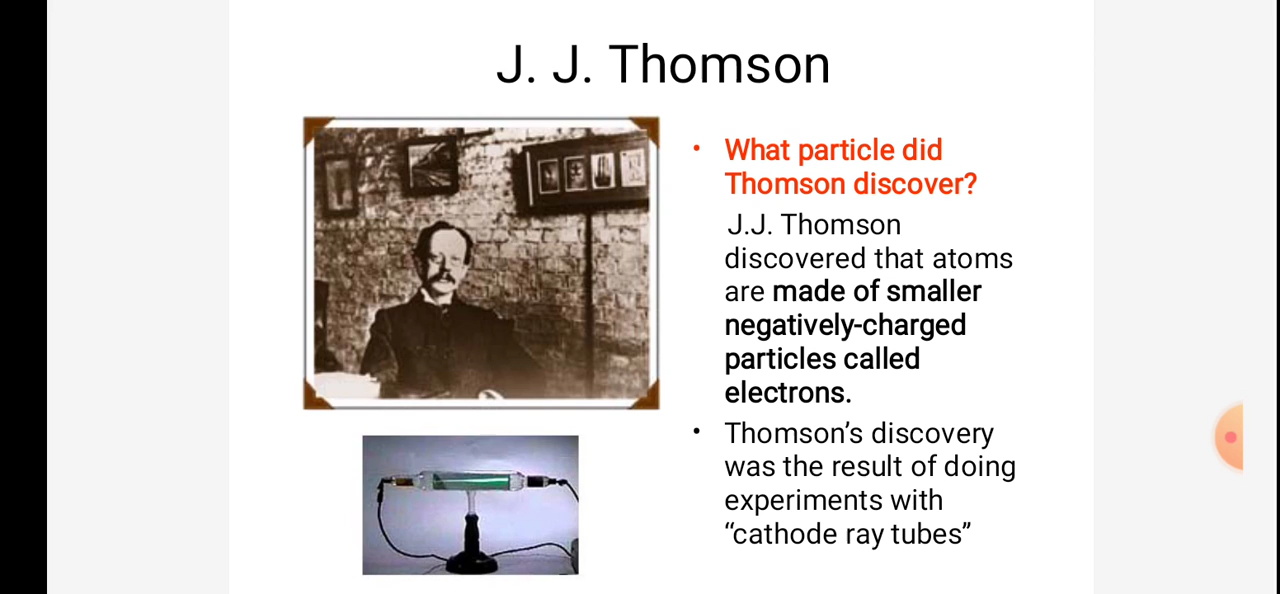 J. J. Thomson
• What particle did
Thomson discover?
J.J. Thomson
discovered that atoms
are made of smaller
negatively-charged
particles called
electrons.
• Thomson’s discovery
was the result of doing
experiments with
“cathode ray tubes”